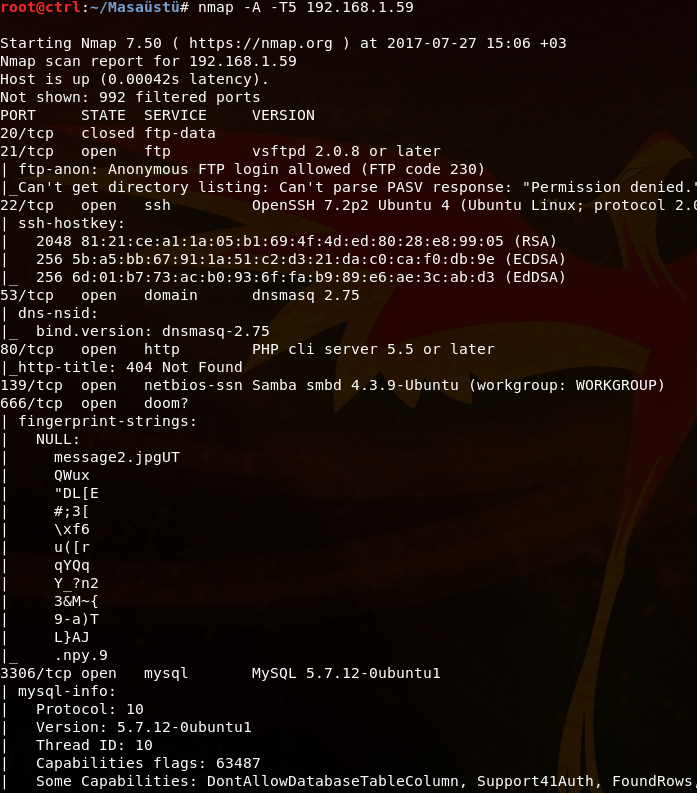 root@ctrl:~/Masaüstü# nmap -A -T5 192.168.1.59
Starting Nmap 7.50 ( https://nmap.org ) at 2017-07-27 15:06 +03
Nmap scan report for 192.168.1.59
Host is up (0.00042s latency).
Not shown: 992 filtered ports
PORT     STATE  SERVICE     VERSION
20/tcp   closed ftp-data
21/tcp   open   ftp         vsftpd 2.0.8 or later
| ftp-anon: Anonymous FTP login allowed (FTP code 230)
|_Can't get directory listing: Can't parse PASV response: "Permission denied."
22/tcp   open   ssh         OpenSSH 7.2p2 Ubuntu 4 (Ubuntu Linux; protocol 2.0
| ssh-hostkey:
|   2048 81:21:ce:a1:1a:05:b1:69:4f:4d:ed:80:28:e8:99:05 (RSA)
|   256 5b:a5:bb:67:91:1a:51:c2:d3:21:da:c0:ca:f0:db:9e (ECDSA)
|_  256 6d:01:b7:73:ac:b0:93:6f:fa:b9:89:e6:ae:3c:ab:d3 (EdDSA)
53/tcp   open   domain      dnsmasq 2.75
| dns-nsid:
|_  bind.version: dnsmasq-2.75
80/tcp   open   http        PHP cli server 5.5 or later
|_http-title: 404 Not Found
139/tcp  open   netbios-ssn Samba smbd 4.3.9-Ubuntu (workgroup: WORKGROUP)
666/tcp  open   doom?
| fingerprint-strings:
|   NULL:
|     message2.jpgUT
|     QWux
|     "DL[E
|     #;3[
|     \xf6
|     u([r
|     qYQq
|     Y_?n2
|     3&M~{
|     9-a)T
|     L}AJ
|_    .npy.9
3306/tcp open   mysql       MySQL 5.7.12-0ubuntu1
| mysql-info:
|   Protocol: 10
|   Version: 5.7.12-0ubuntu1
|   Thread ID: 10
|   Capabilities flags: 63487
|   Some Capabilities: DontAllowDatabaseTableColumn, Support41Auth, FoundRows,